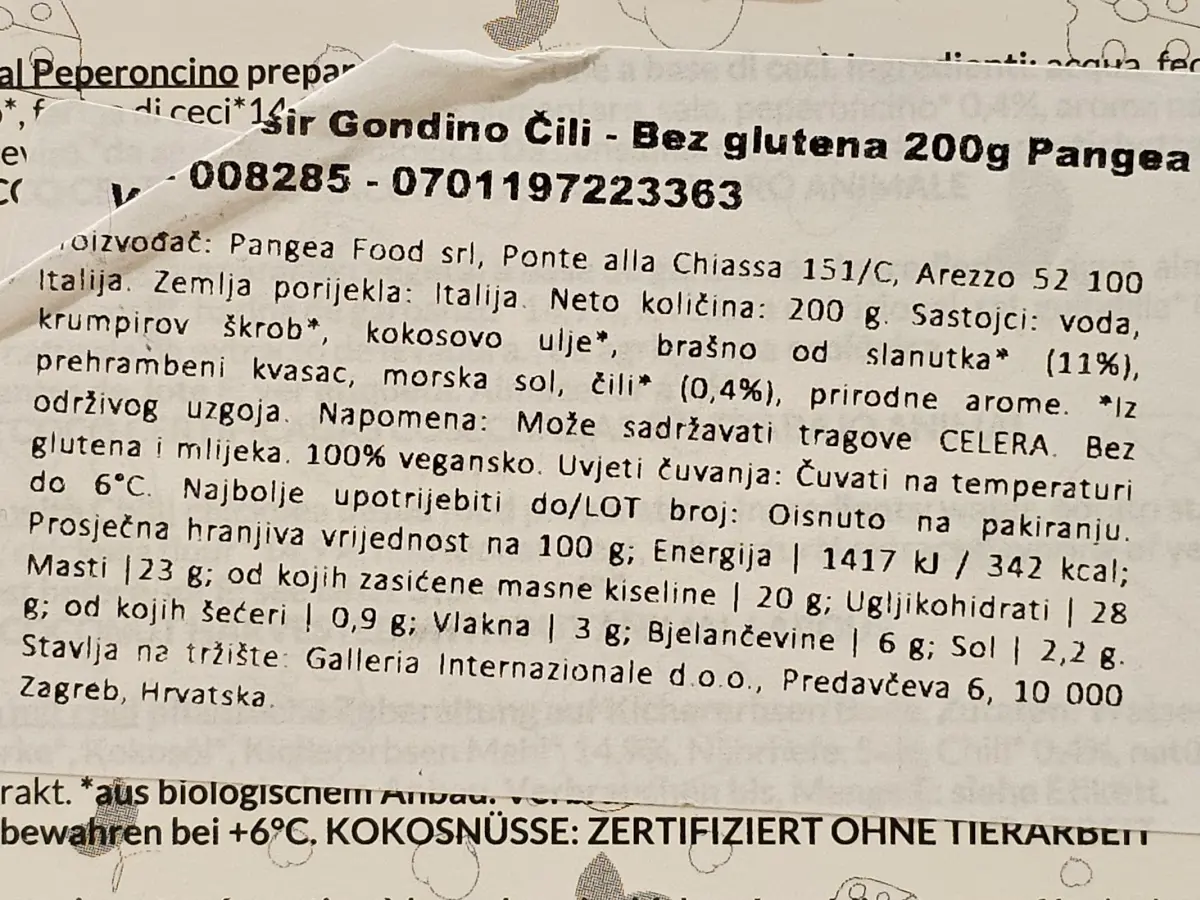 al Peperoncino prepar
di ceci*14
sir Gondino Čili - Bez glutena 200g Pangea
008285 - 0701197223363
oizvođač: Pangea Food srl, Ponte alla Chiassa 151/C, Arezzo 52 100
Italija. Zemlja porijekla: Italija. Neto količina: 200 g. Sastojci: voda,
krumpirov škrob*, kokosovo ulje*, brašno od slanutka* (11%),
prehrambeni kvasac, morska sol, čili* (0,4%), prirodne arome. *Iz
održivog uzgoja. Napomena: Može sadržavati tragove CELERA. Bez
glutena i mlijeka. 100% vegansko. Uvjeti čuvanja: Čuvati na temperaturi
do 6°C. Najbolje upotrijebiti do/LOT broj: Oisnuto na pakiranju.
Prosječna hranjiva vrijednost na 100 g; Energija | 1417 kJ / 342 kcal;
Masti |23 g; od kojih zasićene masne kiseline | 20 g; Ugljikohidrati | 28
g; od kojih šećeri | 0,9 g; Vlakna | 3 g; Bjelančevine | 6 g; Sol | 2,2 g.
Stavlja na tržište: Galleria Internazionale d.o.o., Predavčeva 6, 10 000
Zagreb, Hrvatska.
rakt. *aus biologischem Anbau.
bewahren bei +6°C. KOKOSNÜSSE: ZERTIFIZIERT OHNE TIERARBEIT